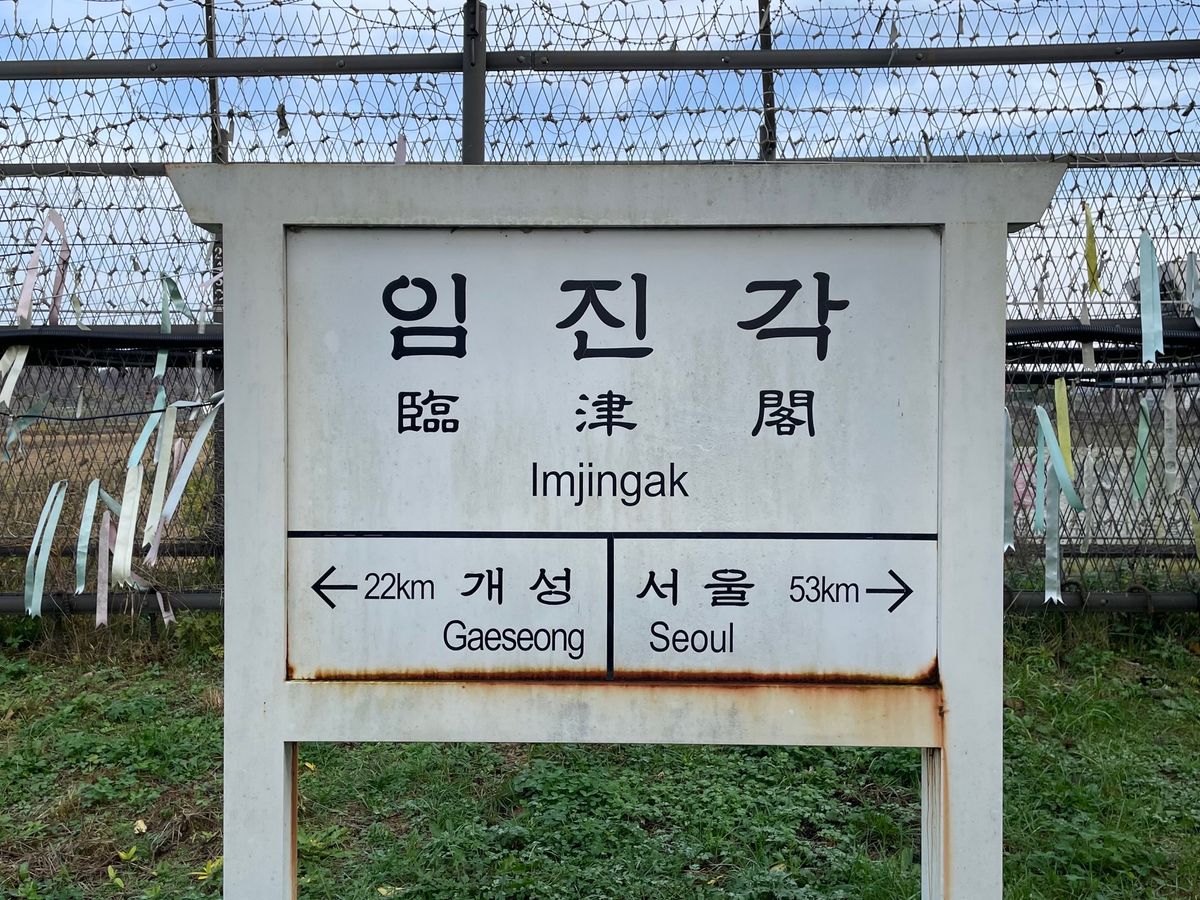 임진각
臨津閣
Imjingak
← 22km 개성
Gaeseong
서울 53km →
Seoul